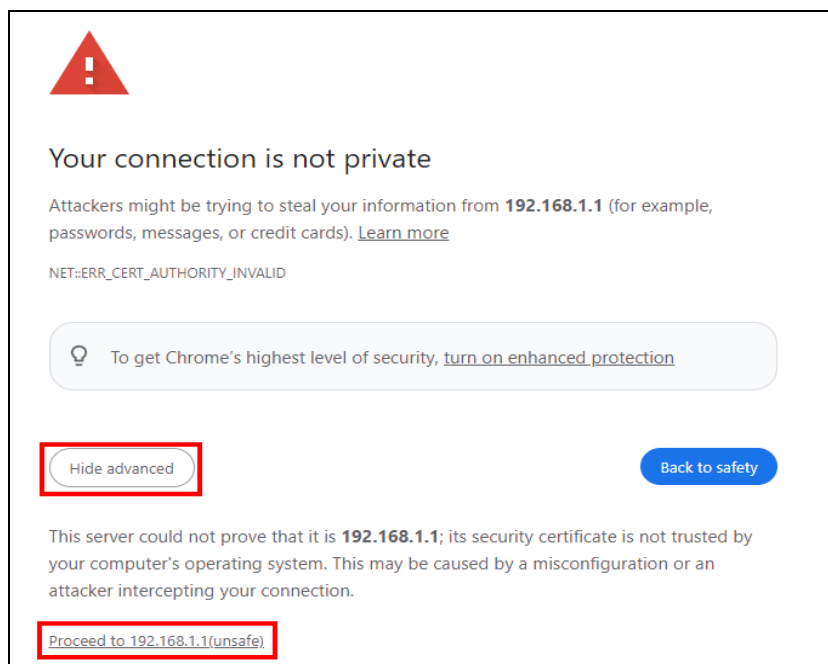 Your connection is not private
Attackers might be trying to steal your information from 192.168.1.1 (for example,
passwords, messages, or credit cards). Learn more
NET::ERR_CERT_AUTHORITY_INVALID
To get Chrome's highest level of security, turn on enhanced protection
Hide advanced
Back to safety
This server could not prove that it is 192.168.1.1; its security certificate is not trusted by
your computer's operating system. This may be caused by a misconfiguration or an
attacker intercepting your connection.
Proceed to 192.168.1.1(unsafe)